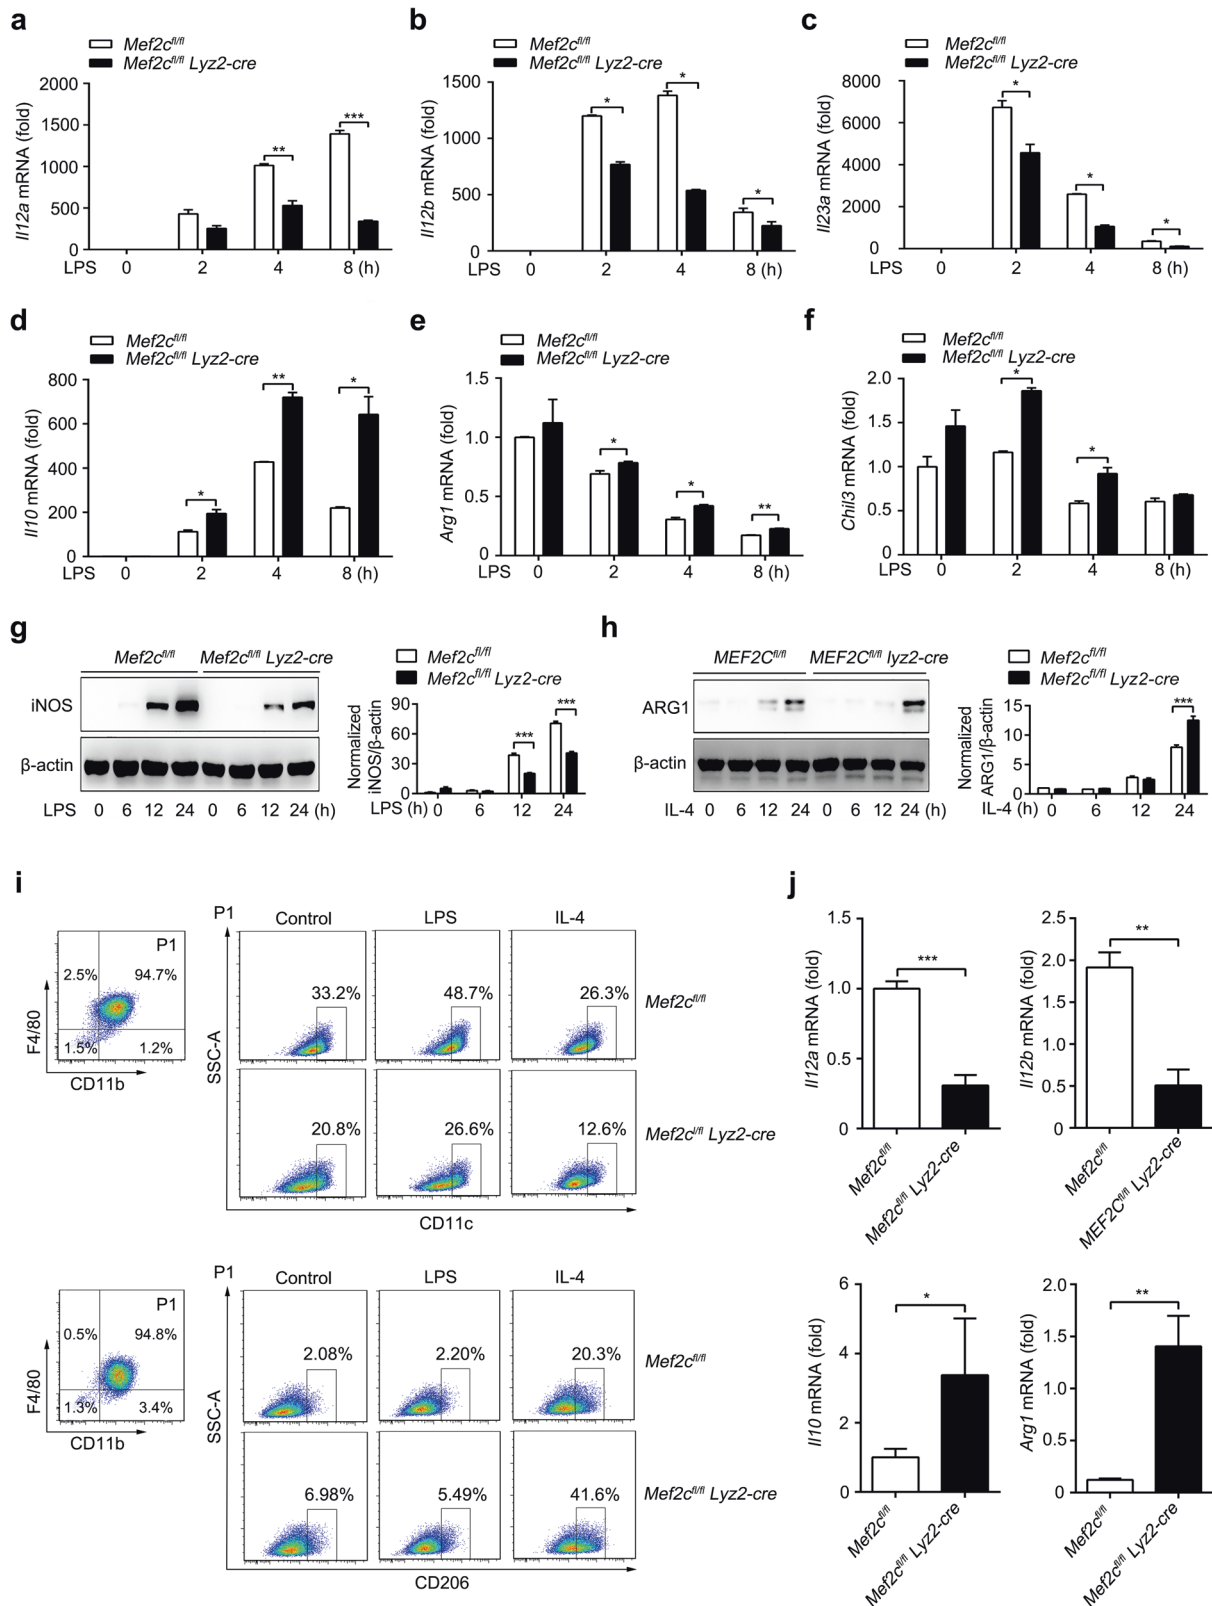 a
Mef2c^fl/fl
Mef2c^fl/fl Lyz2-cre
Il12a mRNA (fold)
2000
1500
1000
500
0
LPS 0 2 4 8 (h)
** ***
b
Mef2c^fl/fl
Mef2c^fl/fl Lyz2-cre
Il12b mRNA (fold)
1500
1000
500
0
LPS 0 2 4 8 (h)
* * *
c
Mef2c^fl/fl
Mef2c^fl/fl Lyz2-cre
Il23a mRNA (fold)
8000
6000
4000
2000
0
LPS 0 2 4 8 (h)
* * *
d
Mef2c^fl/fl
Mef2c^fl/fl Lyz2-cre
Il10 mRNA (fold)
800
600
400
200
0
LPS 0 2 4 8 (h)
* ** *
e
Mef2c^fl/fl
Mef2c^fl/fl Lyz2-cre
Arg1 mRNA (fold)
1.5
1.0
0.5
0
LPS 0 2 4 8 (h)
* * **
f
Mef2c^fl/fl
Mef2c^fl/fl Lyz2-cre
Chil3 mRNA (fold)
2.0
1.5
1.0
0.5
0
LPS 0 2 4 8 (h)
* *
g
Mef2c^fl/fl Mef2c^fl/fl Lyz2-cre
iNOS
β-actin
LPS 0 6 12 24 0 6 12 24 (h)
Mef2c^fl/fl
Mef2c^fl/fl Lyz2-cre
Normalized
iNOS/β-actin
90
60
30
0
LPS (h) 0 6 12 24
*** ***
h
MEF2C^fl/fl MEF2C^fl/fl lyz2-cre
ARG1
β-actin
IL-4 0 6 12 24 0 6 12 24 (h)
Mef2c^fl/fl
Mef2c^fl/fl Lyz2-cre
Normalized
ARG1/β-actin
15
10
5
0
IL-4 (h) 0 6 12 24
***
i
P1
2.5% 94.7%
1.5% 1.2%
F4/80
CD11b
P1 Control LPS IL-4
SSC-A
33.2% 48.7% 26.3% Mef2c^fl/fl
20.8% 26.6% 12.6% Mef2c^l/fl Lyz2-cre
CD11c
P1
0.5% 94.8%
1.3% 3.4%
F4/80
CD11b
P1 Control LPS IL-4
SSC-A
2.08% 2.20% 20.3% Mef2c^fl/fl
6.98% 5.49% 41.6% Mef2c^fl/fl Lyz2-cre
CD206
j
Il12a mRNA (fold)
1.5
1.0
0.5
0
***
Mef2c^fl/fl
Mef2c^fl/fl Lyz2-cre
Il12b mRNA (fold)
2.5
2.0
1.5
1.0
0.5
0
**
Mef2c^fl/fl
MEF2C^fl/fl Lyz2-cre
Il10 mRNA (fold)
6
4
2
0
*
Mef2c^fl/fl
Mef2c^fl/fl Lyz2-cre
Arg1 mRNA (fold)
2.0
1.5
1.0
0.5
0
**
Mef2c^fl/fl
Mef2c^fl/fl Lyz2-cre